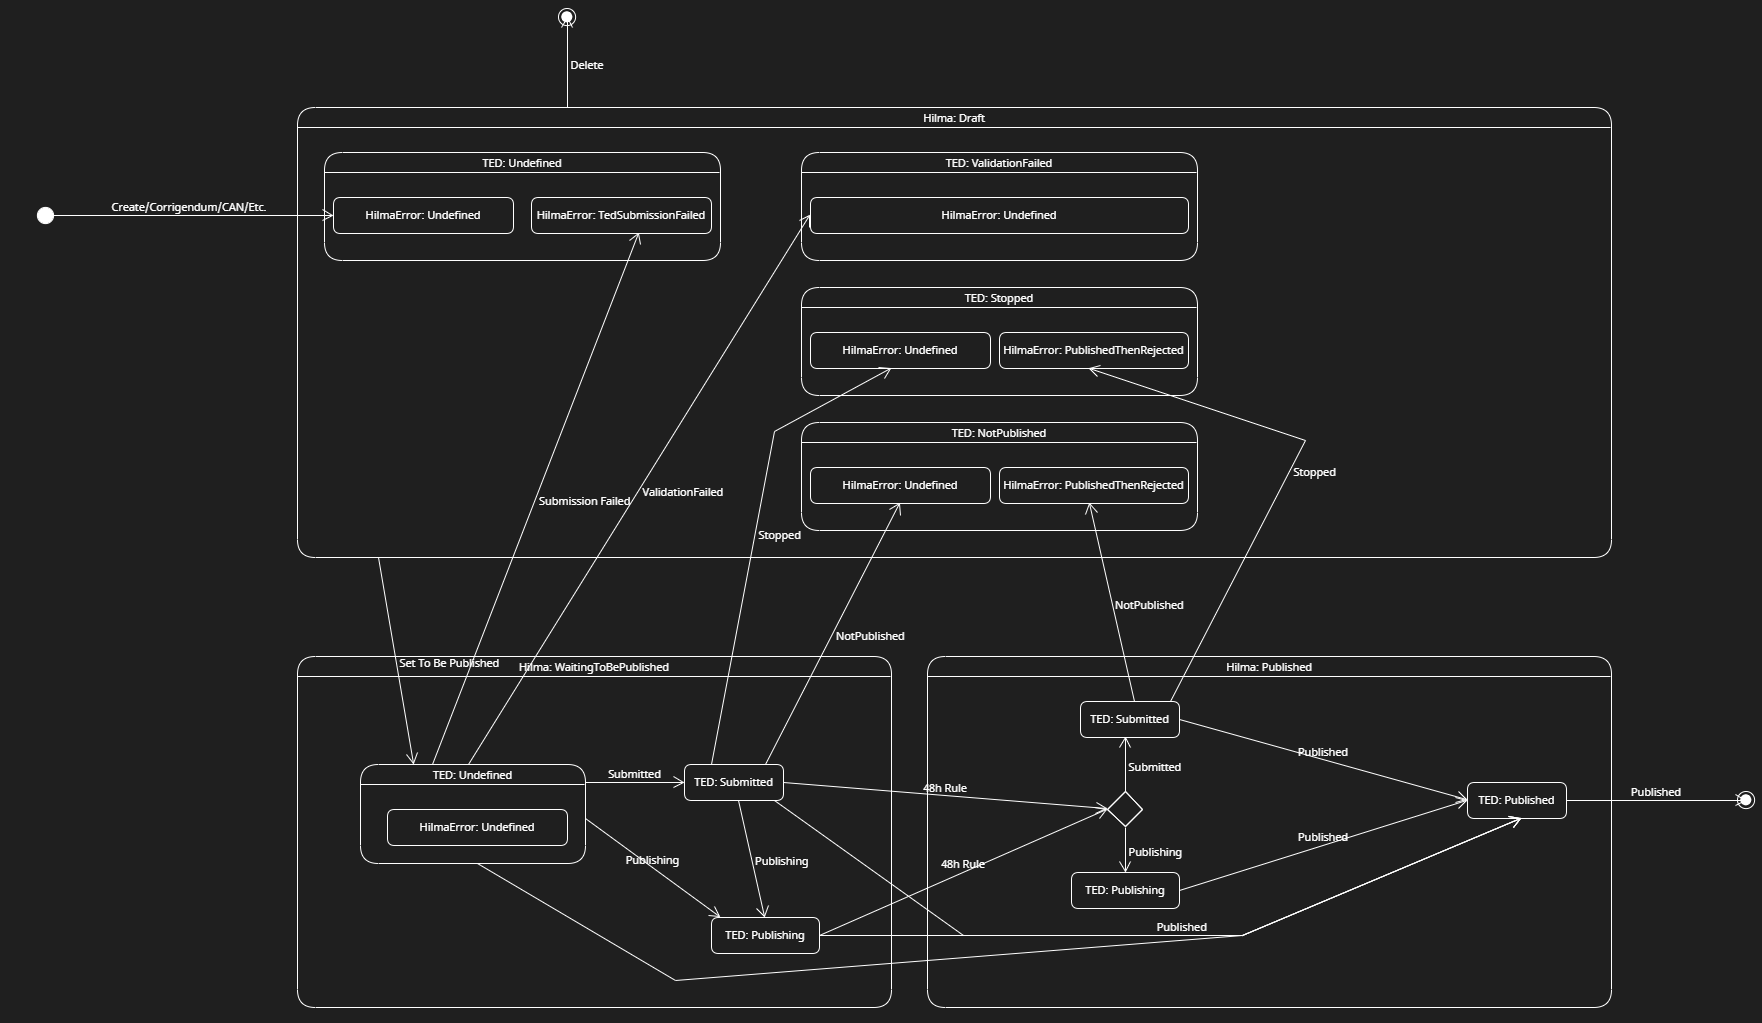 Delete
Hilma: Draft
TED: Undefined
TED: ValidationFailed
Create/Corrigendum/CAN/Etc.
HilmaError: Undefined
HilmaError: TedSubmissionFailed
HilmaError: Undefined
TED: Stopped
HilmaError: Undefined
HilmaError: PublishedThenRejected
TED: NotPublished
Stopped
HilmaError: Undefined
HilmaError: PublishedThenRejected
ValidationFailed
Submission Failed
Stopped
NotPublished
NotPublished
Set To Be Published
Hilma: WaitingToBePublished
Hilma: Published
TED: Submitted
Published
Submitted
TED: Undefined
Submitted
TED: Submitted
48h Rule
Published
TED: Published
HilmaError: Undefined
Published
Publishing
Publishing
Publishing
48h Rule
TED: Publishing
Published
TED: Publishing